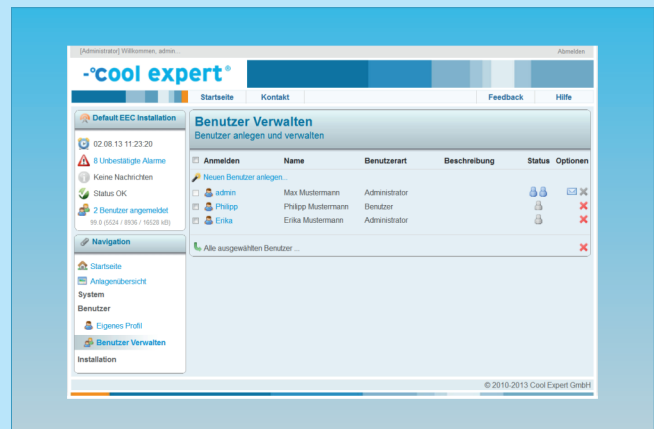 [Administrator] Willkommen, admin...
Abmelden
-°cool expert®
Startseite Kontakt Feedback Hilfe
Default EEC Installation
02.08.13 11:23:20
8 Unbestätigte Alarme
Keine Nachrichten
Status OK
2 Benutzer angemeldet
99.0 (5524 / 8936 / 16528 kB)
Navigation
Startseite
Anlagenübersicht
System
Benutzer
Eigenes Profil
Benutzer Verwalten
Installation
Benutzer Verwalten
Benutzer anlegen und verwalten
Anmelden Name Benutzerart Beschreibung Status Optionen
Neuen Benutzer anlegen...
admin Max Mustermann Administrator
Philipp Philipp Mustermann Benutzer
Erika Erika Mustermann Administrator
Alle ausgewählten Benutzer ...
© 2010-2013 Cool Expert GmbH